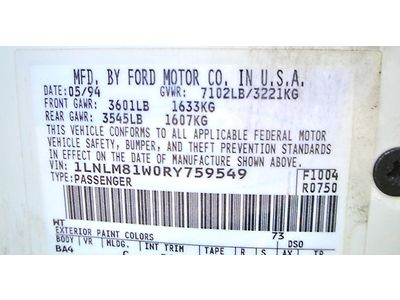 MFD. BY FORD MOTOR CO. IN U.S.A.
DATE: 05/94 GVWR: 7102LB/3221KG
FRONT GAWR: 3601LB 1633KG
REAR GAWR: 3545LB 1607KG
THIS VEHICLE CONFORMS TO ALL APPLICABLE FEDERAL MOTOR
VEHICLE SAFETY, BUMPER, AND THEFT PREVENTION STANDARDS
IN EFFECT ON THE DATE OF MANUFACTURE SHOWN ABOVE.
VIN: 1LNLM81W0RY759549 F1004
TYPE: PASSENGER R0750
WT 73
EXTERIOR PAINT COLORS DSO
BODY VR MLDG. INT TRIM TAPE R S AX TR
BA4